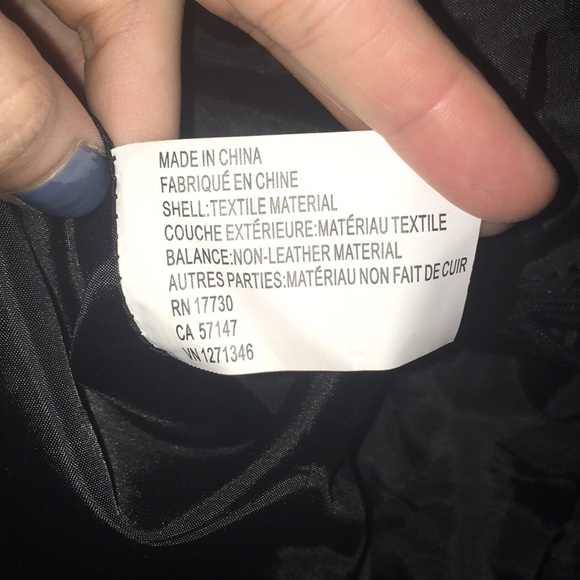 MADE IN CHINA
FABRIQUÉ EN CHINE
SHELL:TEXTILE MATERIAL
COUCHE EXTÉRIEURE:MATÉRIAU TEXTILE
BALANCE:NON-LEATHER MATERIAL
AUTRES PARTIES:MATÉRIAU NON FAIT DE CUIR
RN 17730
CA 57147
VN1271346